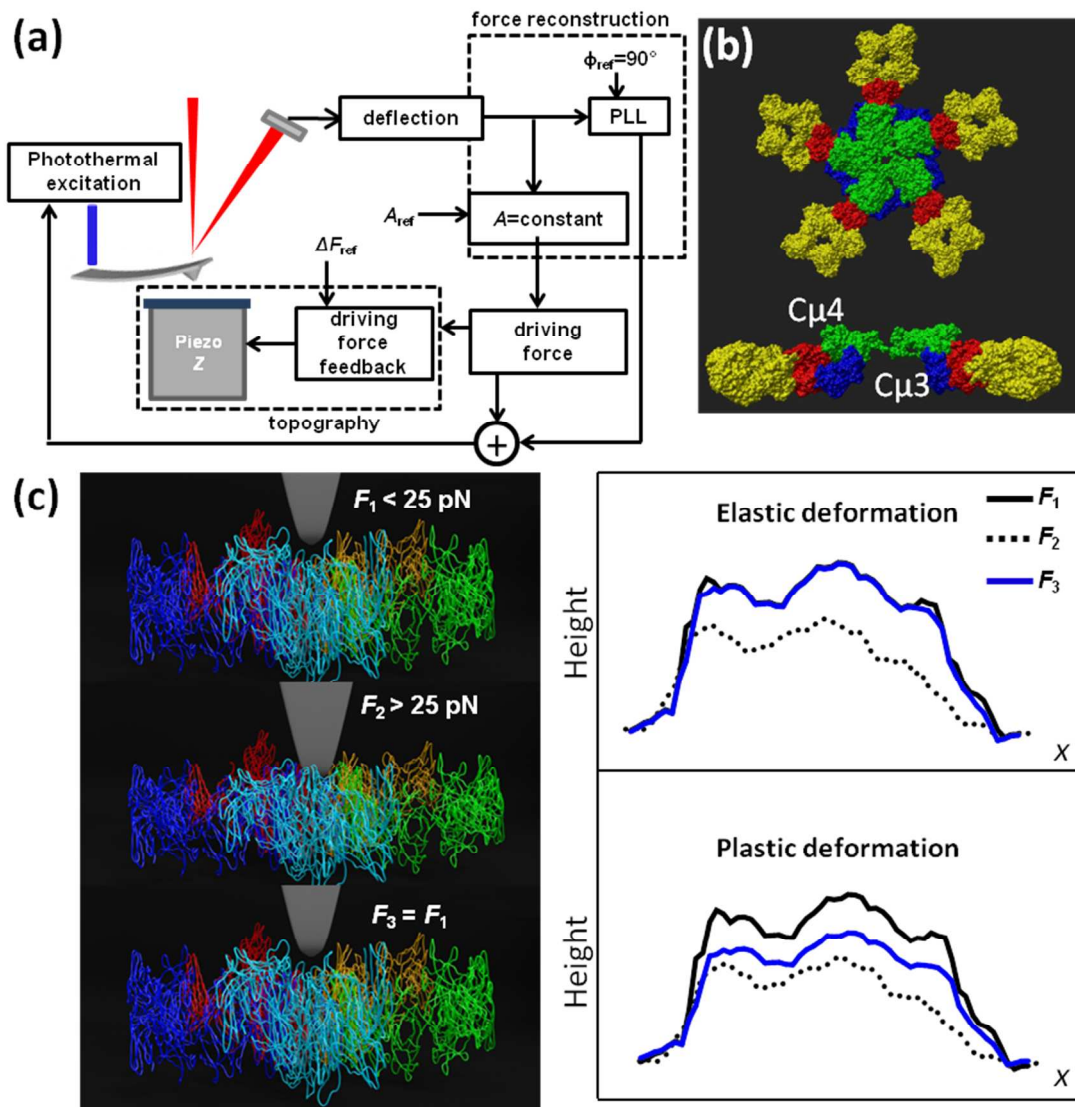 (a)
force reconstruction
ϕref=90°
deflection
PLL
Photothermal
excitation
Aref
A=constant
ΔFref
Piezo
Z
driving
force
feedback
driving
force
topography
+
(b)
Cμ4
Cμ3
(c)
F1 < 25 pN
F2 > 25 pN
F3 = F1
Elastic deformation
F1
F2
F3
Height
X
Plastic deformation
Height
X